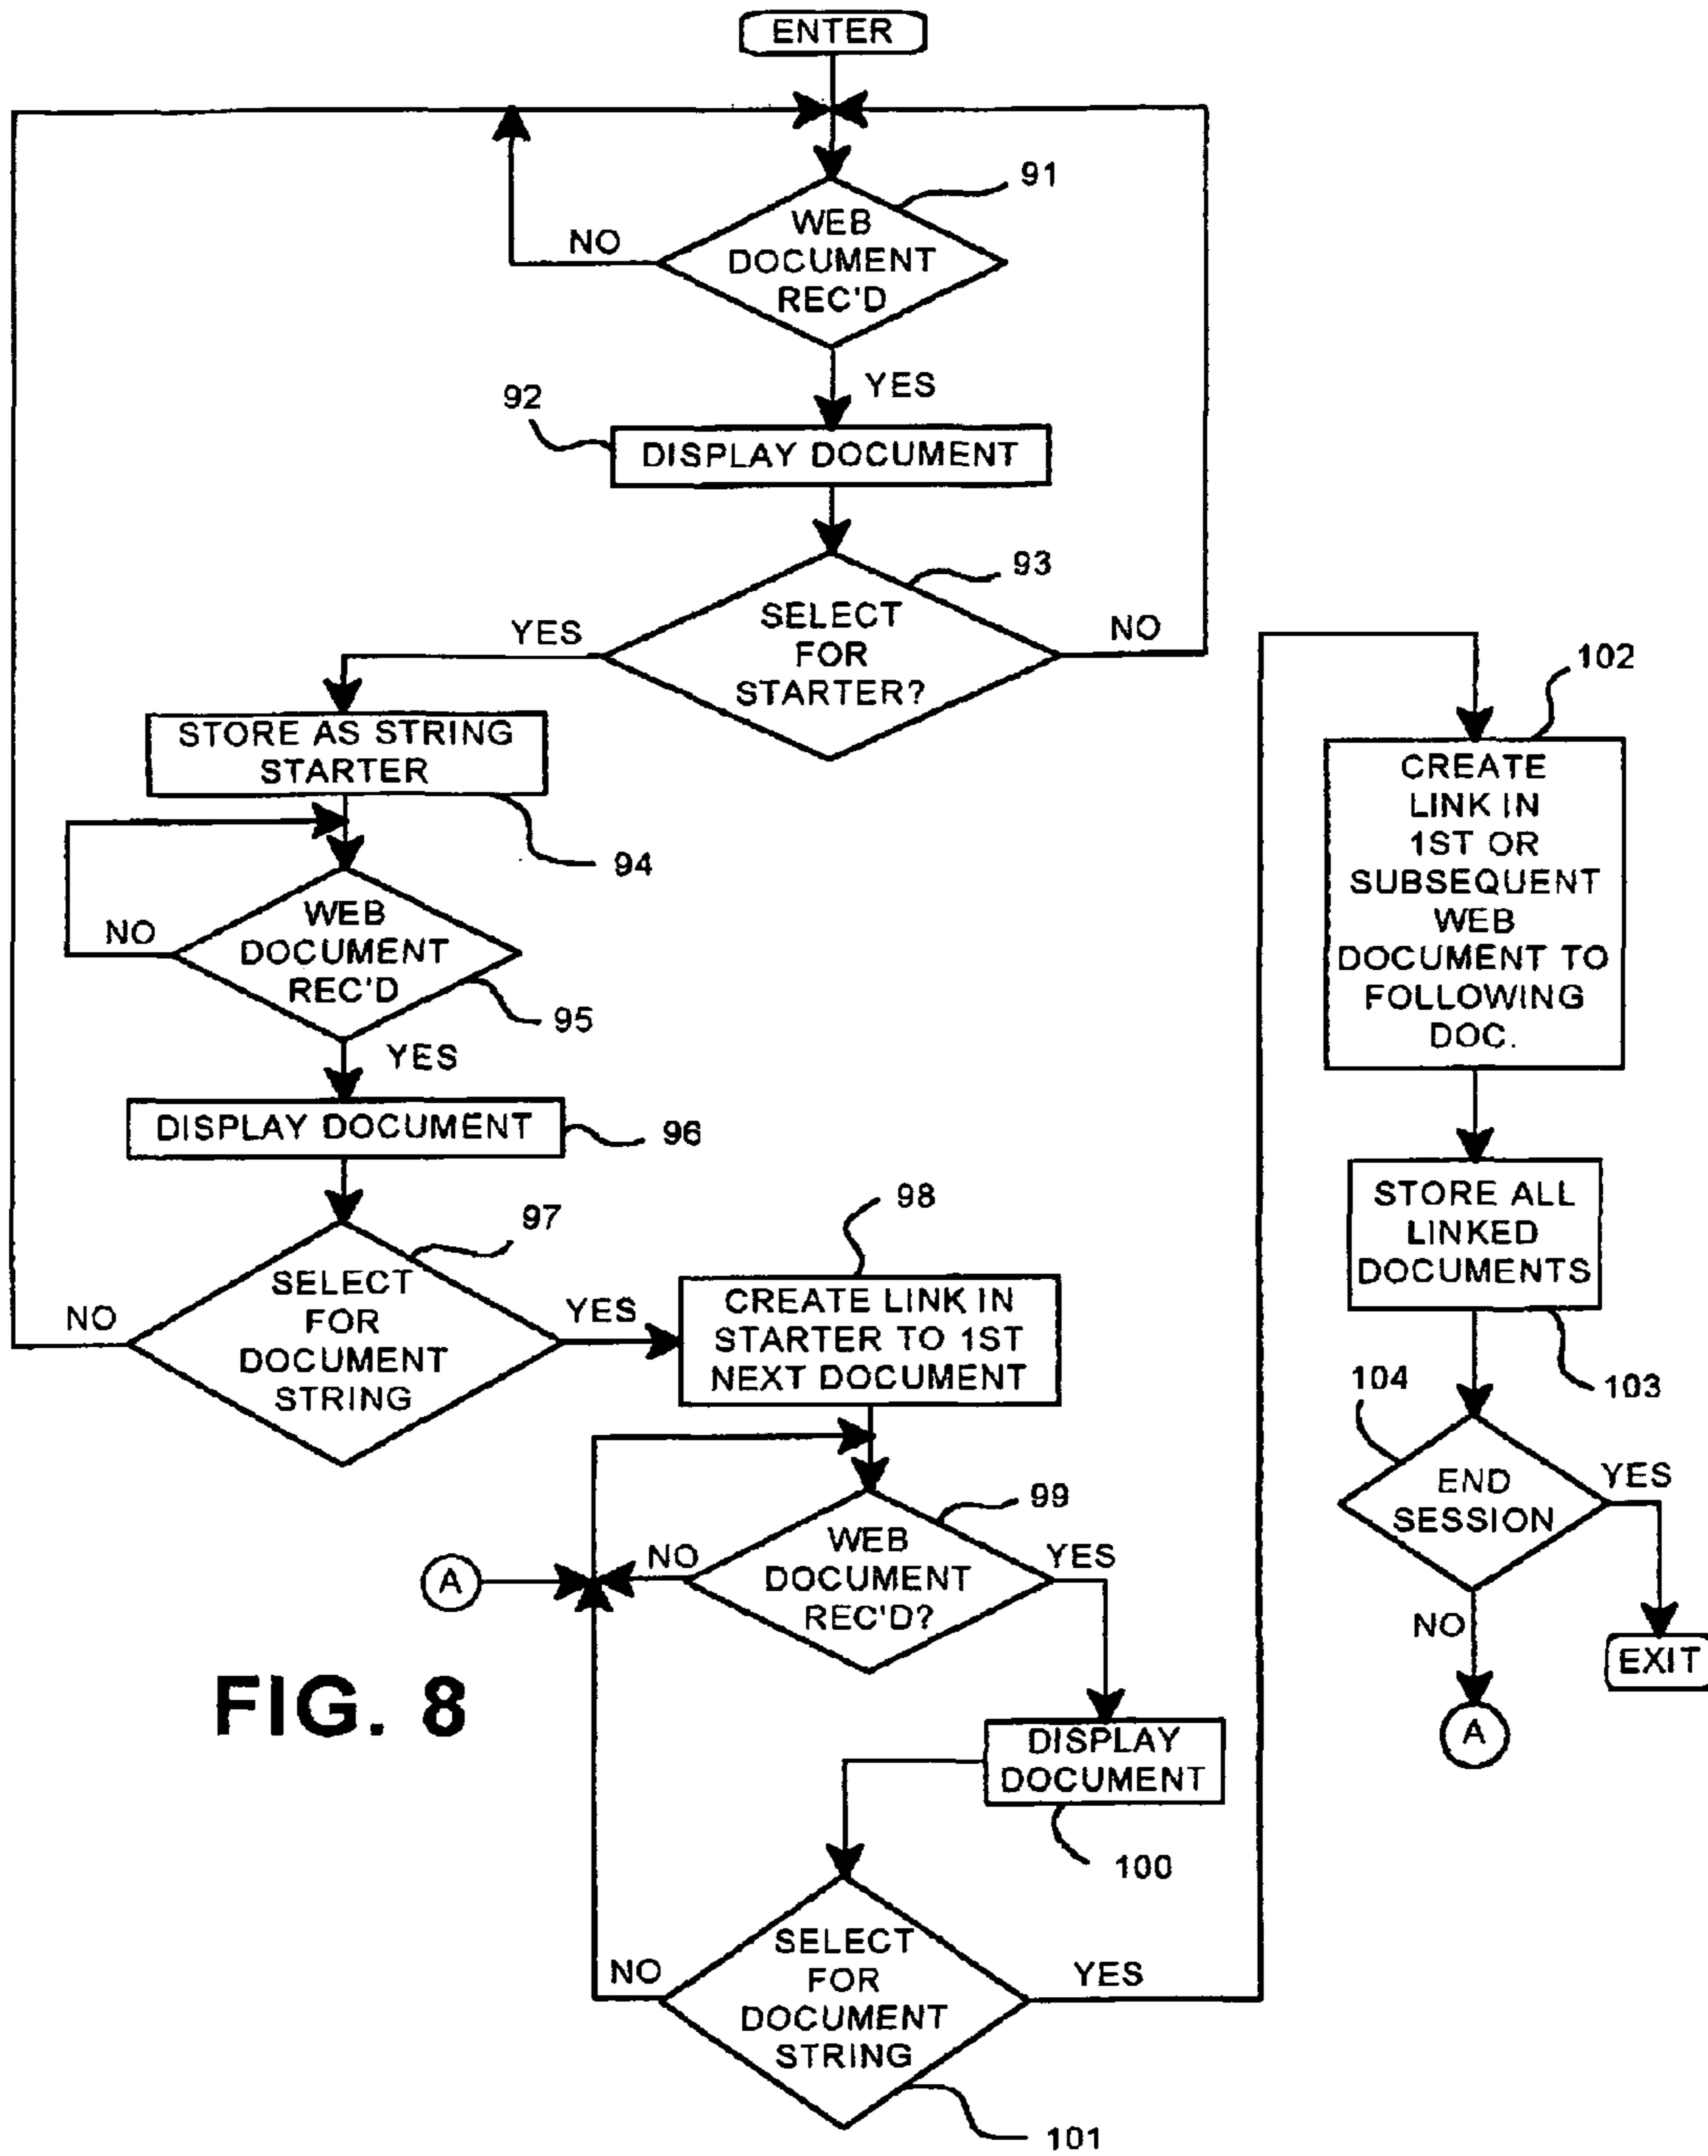 ENTER
91
WEB
DOCUMENT
REC'D
NO
YES
92
DISPLAY DOCUMENT
93
SELECT
FOR
STARTER?
YES
NO
STORE AS STRING
STARTER
94
WEB
DOCUMENT
REC'D
NO
95
YES
DISPLAY DOCUMENT
96
97
SELECT
FOR
DOCUMENT
STRING
NO
YES
98
CREATE LINK IN
STARTER TO 1ST
NEXT DOCUMENT
99
WEB
DOCUMENT
REC'D?
NO
YES
A
DISPLAY
DOCUMENT
100
SELECT
FOR
DOCUMENT
STRING
NO
YES
101
102
CREATE
LINK IN
1ST OR
SUBSEQUENT
WEB
DOCUMENT TO
FOLLOWING
DOC.
STORE ALL
LINKED
DOCUMENTS
103
104
END
SESSION
YES
NO
EXIT
A
FIG. 8